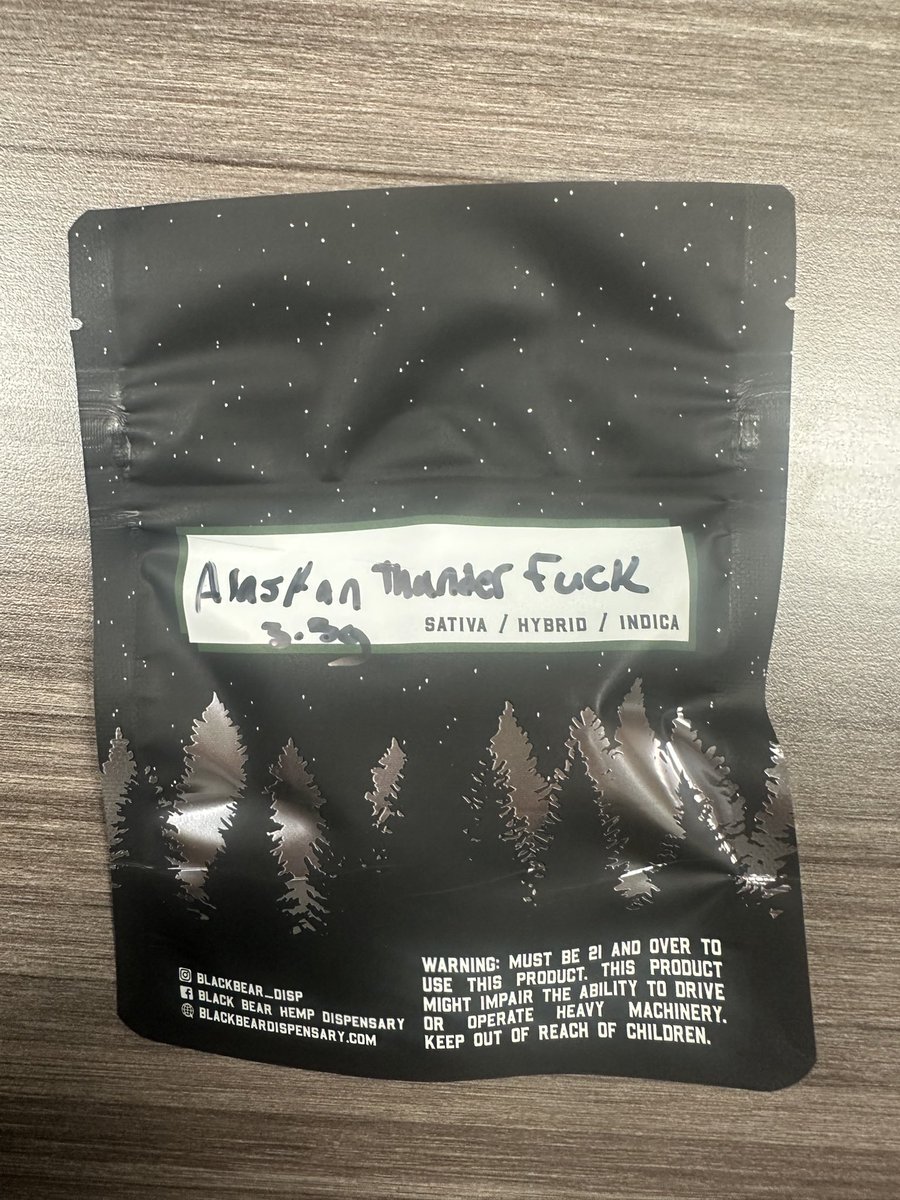 Alaskan Thunder Fuck
3.3g
SATIVA / HYBRID / INDICA
BLACKBEAR_DISP
BLACK BEAR HEMP DISPENSARY
BLACKBEARDISPENSARY.COM
WARNING: MUST BE 21 AND OVER TO
USE THIS PRODUCT. THIS PRODUCT
MIGHT IMPAIR THE ABILITY TO DRIVE
OR OPERATE HEAVY MACHINERY.
KEEP OUT OF REACH OF CHILDREN.